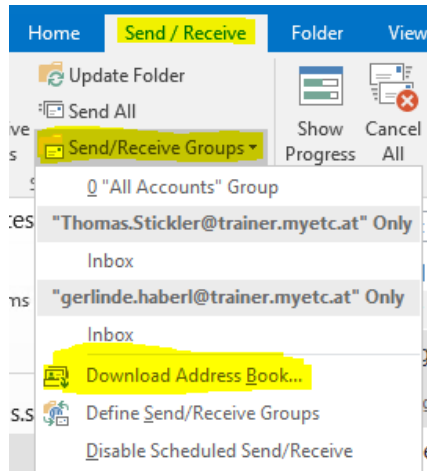 Home Send / Receive Folder View
Update Folder
Send All
ve
Send/Receive Groups
Show Progress
Cancel All
0 "All Accounts" Group
"Thomas.Stickler@trainer.myetc.at" Only
Inbox
"gerlinde.haberl@trainer.myetc.at" Only
ms
Inbox
Download Address Book...
s.s
Define Send/Receive Groups
Disable Scheduled Send/Receive